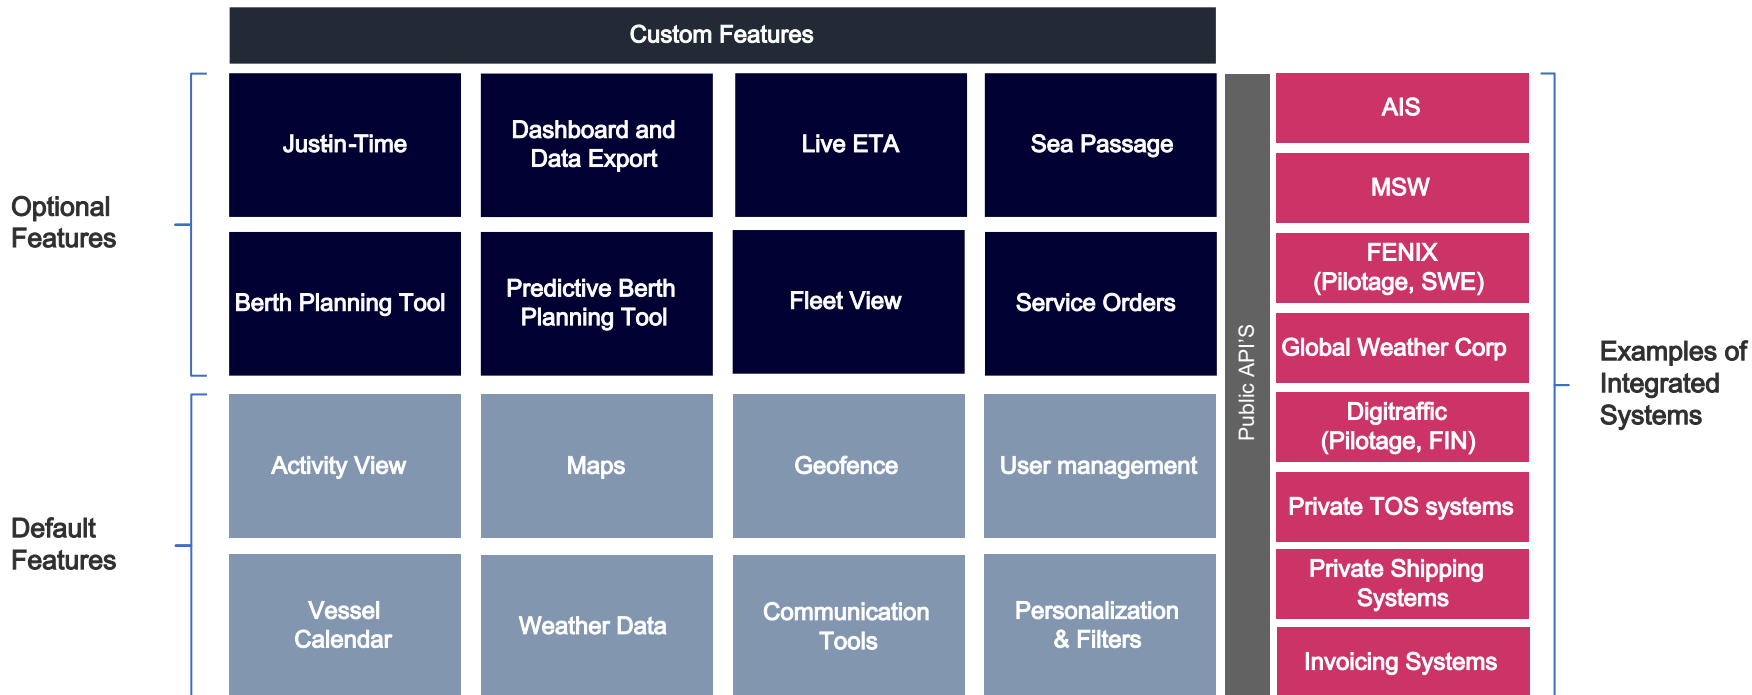 Custom Features
Optional
Features
Just-in-Time
Dashboard and
Data Export
Live ETA
Sea Passage
Berth Planning Tool
Predictive Berth
Planning Tool
Fleet View
Service Orders
Default
Features
Activity View
Maps
Geofence
User management
Vessel
Calendar
Weather Data
Communication
Tools
Personalization
& Filters
Public API'S
AIS
MSW
FENIX
(Pilotage, SWE)
Global Weather Corp
Digitraffic
(Pilotage, FIN)
Private TOS systems
Private Shipping
Systems
Invoicing Systems
Examples of
Integrated
Systems